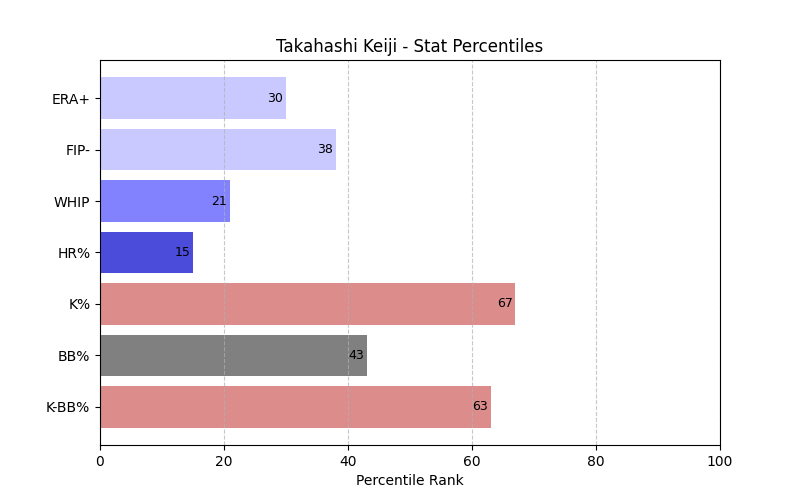 Takahashi Keiji - Stat Percentiles
ERA+ 30
FIP- 38
WHIP 21
HR% 15
K% 67
BB% 43
K-BB% 63
0 20 40 60 80 100
Percentile Rank